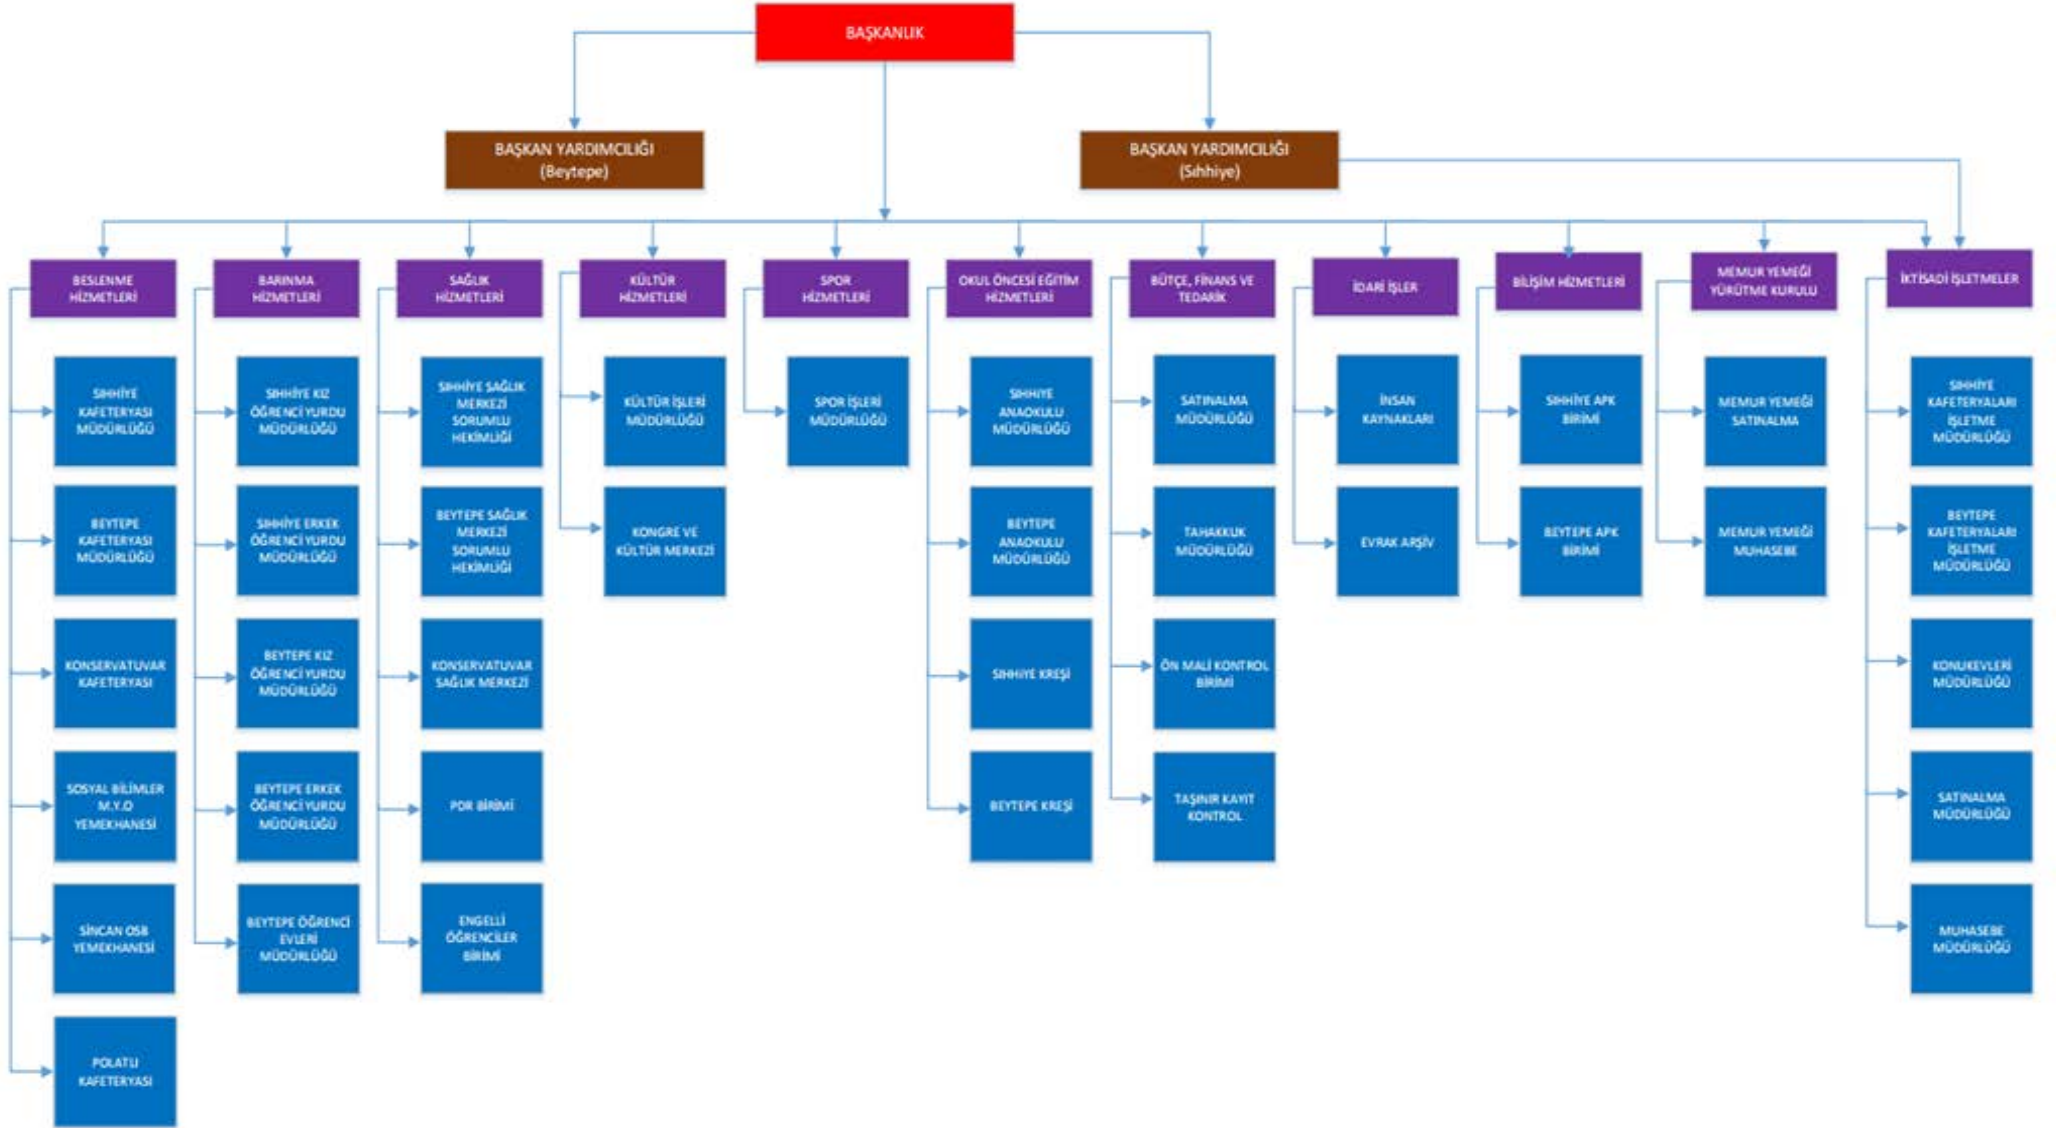 BAŞKANLIK
BAŞKAN YARDIMCILIĞI
(Beytepe)
BAŞKAN YARDIMCILIĞI
(Sıhhiye)
BESLENME
HİZMETLERİ
BARINMA
HİZMETLERİ
SAĞLIK
HİZMETLERİ
KÜLTÜR
HİZMETLERİ
SPOR
HİZMETLERİ
OKUL ÖNCESİ EĞİTİM
HİZMETLERİ
BÜTÇE, FİNANS VE
TEDARİK
İDARİ İŞLER
BİLİŞİM HİZMETLERİ
MEMUR YEMEĞİ
YÜRÜTME KURULU
İKTİSADİ İŞLETMELER
SIHHİYE
KAFETERYASI
MÜDÜRLÜĞÜ
BEYTEPE
KAFETERYASI
MÜDÜRLÜĞÜ
KONSERVATUVAR
KAFETERYASI
SOSYAL BİLİMLER
M.Y.O
YEMEKHANESİ
SİNCAN OSB
YEMEKHANESİ
POLATLI
KAFETERYASI
SIHHİYE KIZ
ÖĞRENCİ YURDU
MÜDÜRLÜĞÜ
SIHHİYE ERKEK
ÖĞRENCİ YURDU
MÜDÜRLÜĞÜ
BEYTEPE KIZ
ÖĞRENCİ YURDU
MÜDÜRLÜĞÜ
BEYTEPE ERKEK
ÖĞRENCİ YURDU
MÜDÜRLÜĞÜ
BEYTEPE ÖĞRENCİ
EVLERİ
MÜDÜRLÜĞÜ
SIHHİYE SAĞLIK
MERKEZİ
SORUMLU
HEKİMLİĞİ
BEYTEPE SAĞLIK
MERKEZİ
SORUMLU
HEKİMLİĞİ
KONSERVATUVAR
SAĞLIK MERKEZİ
PDR BİRİMİ
ENGELLİ
ÖĞRENCİLER
BİRİMİ
KÜLTÜR İŞLERİ
MÜDÜRLÜĞÜ
KONGRE VE
KÜLTÜR MERKEZİ
SPOR İŞLERİ
MÜDÜRLÜĞÜ
SIHHIYE
ANAOKULU
MÜDÜRLÜĞÜ
BEYTEPE
ANAOKULU
MÜDÜRLÜĞÜ
SIHHIYE KREŞİ
BEYTEPE KREŞİ
SATINALMA
MÜDÜRLÜĞÜ
TAHAKKUK
MÜDÜRLÜĞÜ
ÖN MALİ KONTROL
BİRİMİ
TAŞINIR KAYIT
KONTROL
İNSAN
KAYNAKLARI
EVRAK ARŞİV
SIHHİYE APK
BİRİMİ
BEYTEPE APK
BİRİMİ
MEMUR YEMEĞİ
SATINALMA
MEMUR YEMEĞİ
MUHASEBE
SIHHİYE
KAFETERYALARI
İŞLETME
MÜDÜRLÜĞÜ
BEYTEPE
KAFETERYALARI
İŞLETME
MÜDÜRLÜĞÜ
KONUKEVLERİ
MÜDÜRLÜĞÜ
SATINALMA
MÜDÜRLÜĞÜ
MUHASEBE
MÜDÜRLÜĞÜ